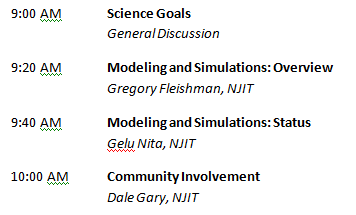 9:00 AM Science Goals
General Discussion
9:20 AM Modeling and Simulations: Overview
Gregory Fleishman, NJIT
9:40 AM Modeling and Simulations: Status
Gelu Nita, NJIT
10:00 AM Community Involvement
Dale Gary, NJIT